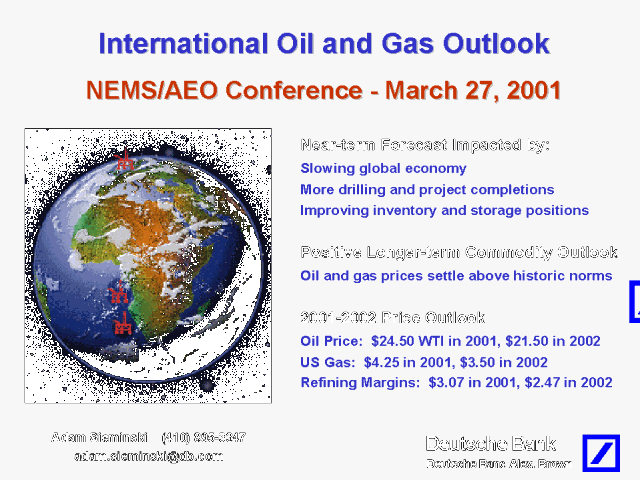 International Oil and Gas Outlook
NEMS/AEO Conference - March 27, 2001
Near-term Forecast Impacted by:
Slowing global economy
More drilling and project completions
Improving inventory and storage positions
Positive Longer-term Commodity Outlook
Oil and gas prices settle above historic norms
2001-2002 Price Outlook
Oil Price: $24.50 WTI in 2001, $21.50 in 2002
US Gas: $4.25 in 2001, $3.50 in 2002
Refining Margins: $3.07 in 2001, $2.47 in 2002
Adam Sieminski (410)
adam.sieminski@db.com
Deutsche Bank
Deutsche Banc Alex. Brown